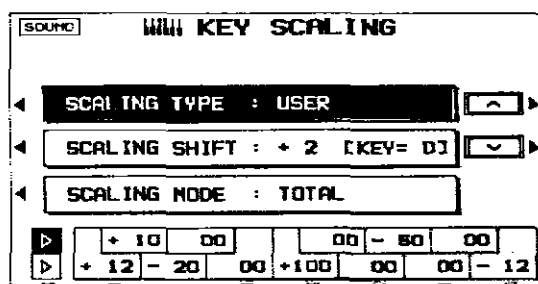 SOUND KEY SCALING
SCALING TYPE : USER
SCALING SHIFT : + 2 [KEY= D]
SCALING MODE : TOTAL
+ 10 00 00 - 50 00
+ 12 - 20 00 +100 00 00 - 12